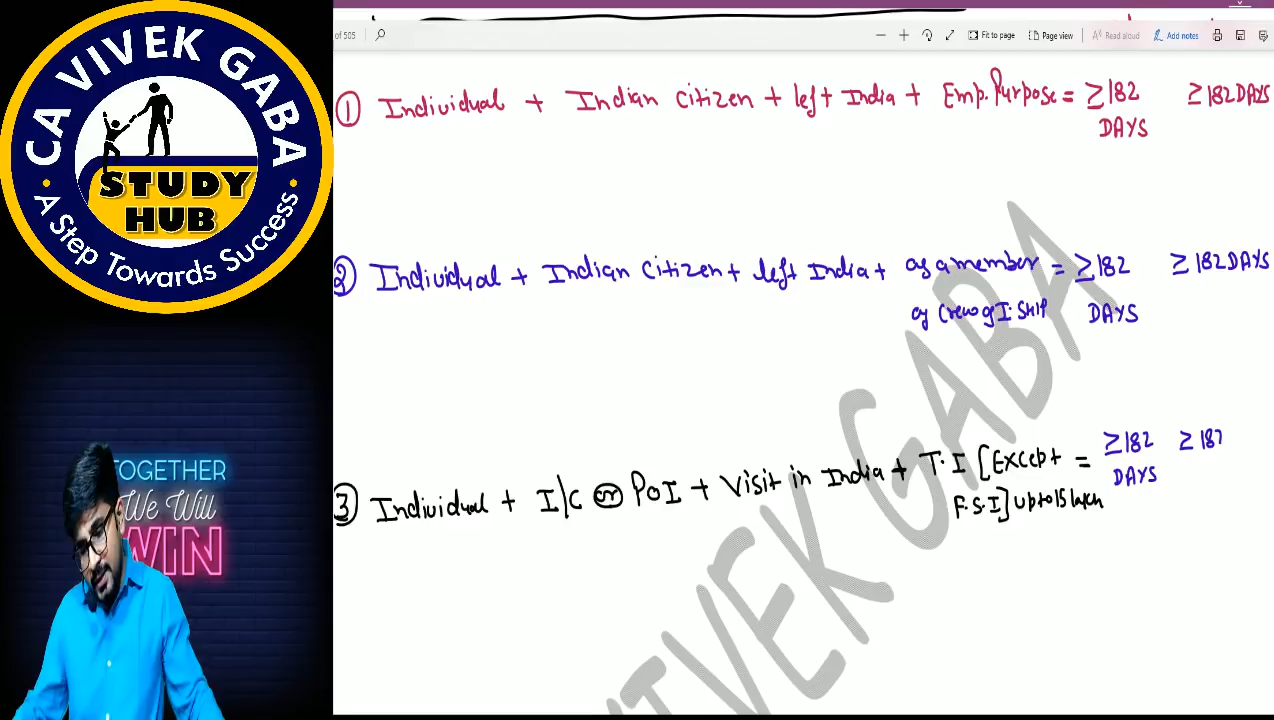 CA VIVEK GABA
STUDY
HUB
A Step Towards Success
TOGETHER
We Will
WIN
of 505
Fit to page
Page view
Read aloud
Add notes
① Individual + Indian Citizen + left India + Emp. Purpose = ≥182 ≥182 DAYS
DAYS
② Individual + Indian Citizen + left India + as a member = ≥182 ≥182 DAYS
of Crew of I. SHIP DAYS
③ Individual + I/C or POI + Visit in India + T.I [Except = ≥182 ≥182
F.S.I] upto 15 lakh DAYS
VIVEK GABA